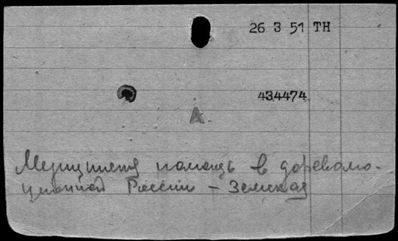 26 3 51 TH
434474
А
Медицинская помощь в дореволю-
ционной России – Земская